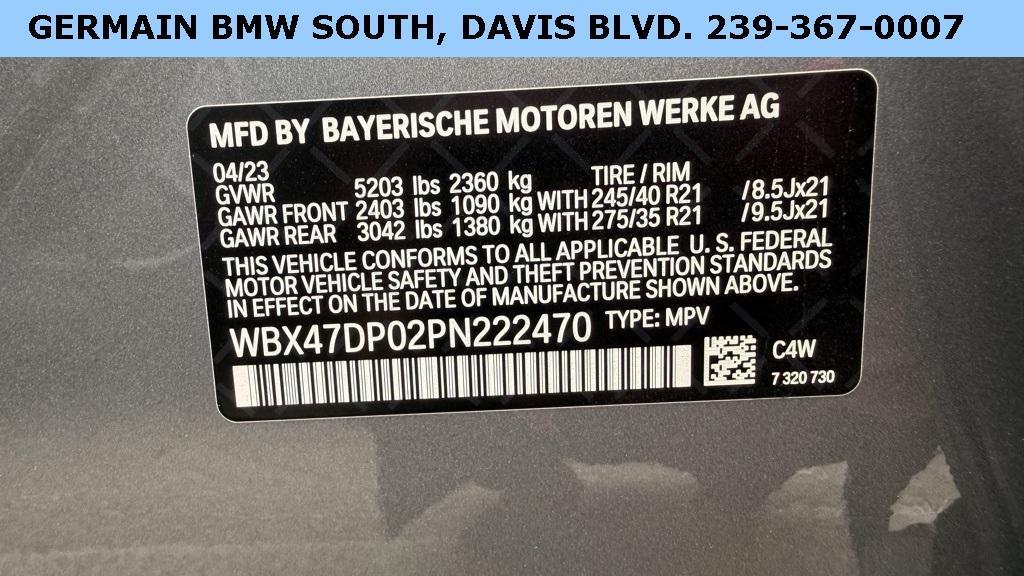 GERMAIN BMW SOUTH, DAVIS BLVD. 239-367-0007
MFD BY BAYERISCHE MOTOREN WERKE AG
04/23 TIRE / RIM
GVWR 5203 lbs 2360 kg
GAWR FRONT 2403 lbs 1090 kg WITH 245/40 R21 /8.5Jx21
GAWR REAR 3042 lbs 1380 kg WITH 275/35 R21 /9.5Jx21
THIS VEHICLE CONFORMS TO ALL APPLICABLE U. S. FEDERAL
MOTOR VEHICLE SAFETY AND THEFT PREVENTION STANDARDS
IN EFFECT ON THE DATE OF MANUFACTURE SHOWN ABOVE.
WBX47DP02PN222470 TYPE: MPV
C4W
7 320 730